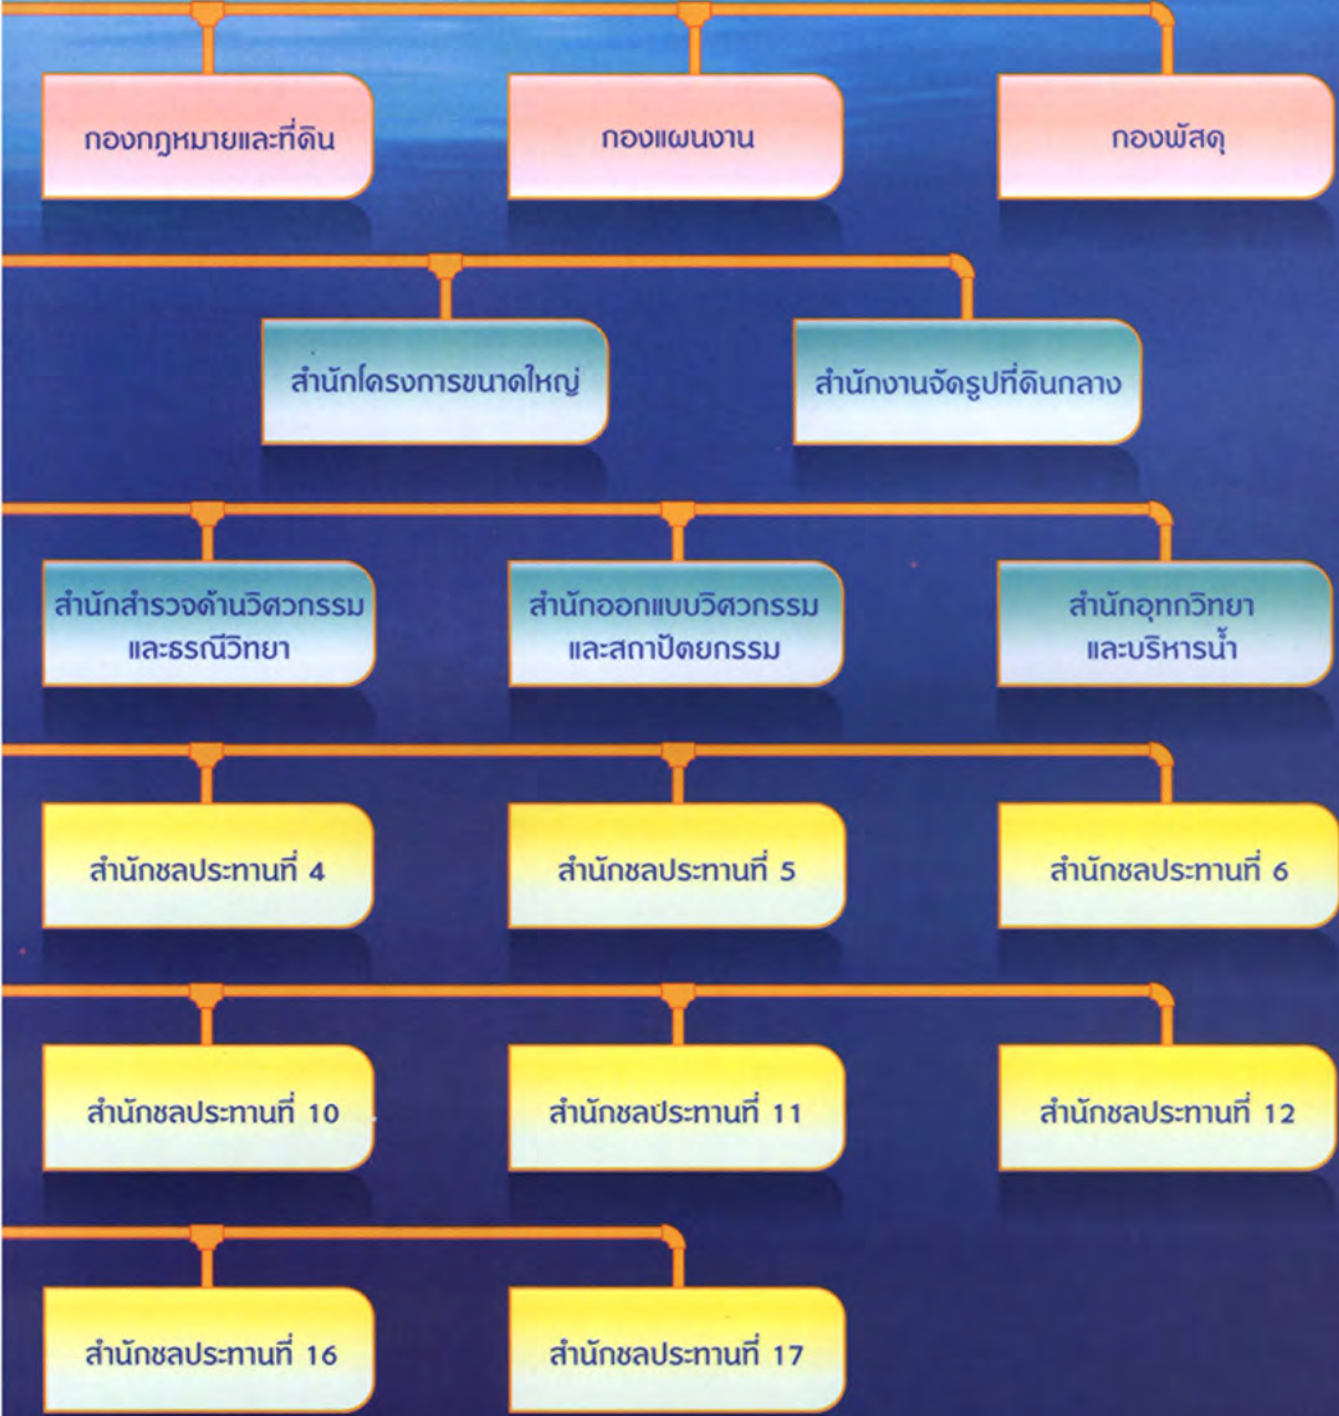 กองกฎหมายและที่ดิน
กองแผนงาน
กองพัสดุ
สำนักโครงการขนาดใหญ่
สำนักงานจัดรูปที่ดินกลาง
สำนักสำรวจด้านวิศวกรรม
และธรณีวิทยา
สำนักออกแบบวิศวกรรม
และสถาปัตยกรรม
สำนักอุทกวิทยา
และบริหารน้ำ
สำนักชลประทานที่ 4
สำนักชลประทานที่ 5
สำนักชลประทานที่ 6
สำนักชลประทานที่ 10
สำนักชลประทานที่ 11
สำนักชลประทานที่ 12
สำนักชลประทานที่ 16
สำนักชลประทานที่ 17